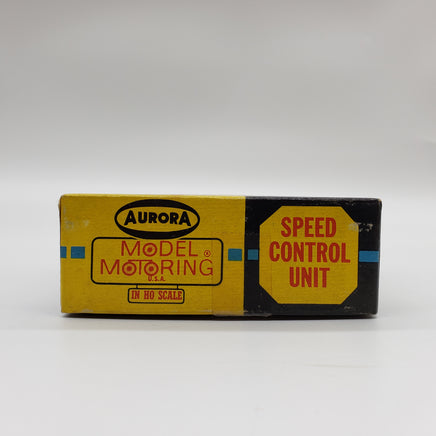 AURORA
MODEL ®
MOTORING
U.S.A.
IN HO SCALE
SPEED
CONTROL
UNIT